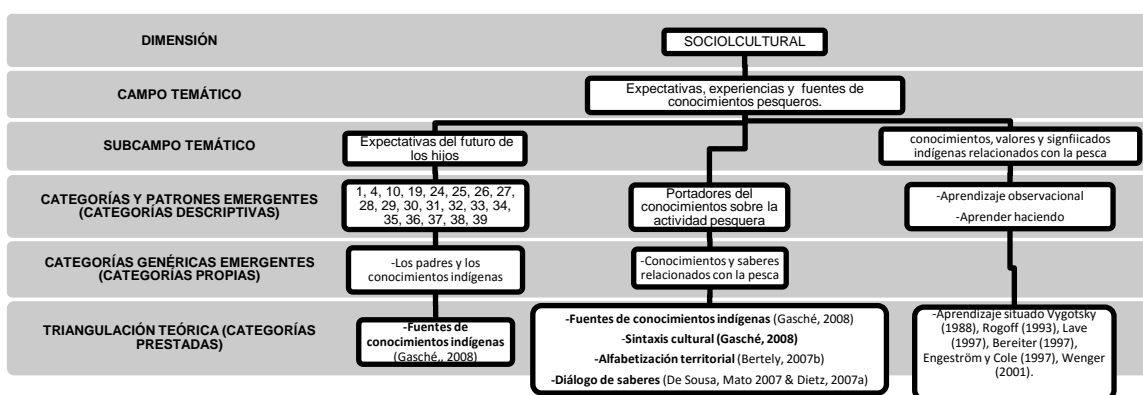 DIMENSIÓN
SOCIOLCULTURAL
CAMPO TEMÁTICO
Expectativas, experiencias y fuentes de
conocimientos pesqueros.
SUBCAMPO TEMÁTICO
Expectativas del futuro de
los hijos
conocimientos, valores y signfiicados
indígenas relacionados con la pesca
CATEGORÍAS Y PATRONES EMERGENTES
(CATEGORÍAS DESCRIPTIVAS)
1, 4, 10, 19, 24, 25, 26, 27,
28, 29, 30, 31, 32, 33, 34,
35, 36, 37, 38, 39
Portadores del
conocimientos sobre la
actividad pesquera
-Aprendizaje observacional
-Aprender haciendo
CATEGORÍAS GENÉRICAS EMERGENTES
(CATEGORÍAS PROPIAS)
-Los padres y los
conocimientos indígenas
-Conocimientos y saberes
relacionados con la pesca
TRIANGULACIÓN TEÓRICA (CATEGORÍAS
PRESTADAS)
-Fuentes de
conocimientos indígenas
(Gasché,, 2008)
-Fuentes de conocimientos indígenas (Gasché, 2008)
-Sintaxis cultural (Gasché, 2008)
-Alfabetización territorial (Bertely, 2007b)
-Diálogo de saberes (De Sousa, Mato 2007 & Dietz, 2007a)
-Aprendizaje situado Vygotsky
(1988), Rogoff (1993), Lave
(1997), Bereiter (1997),
Engeström y Cole (1997), Wenger
(2001).